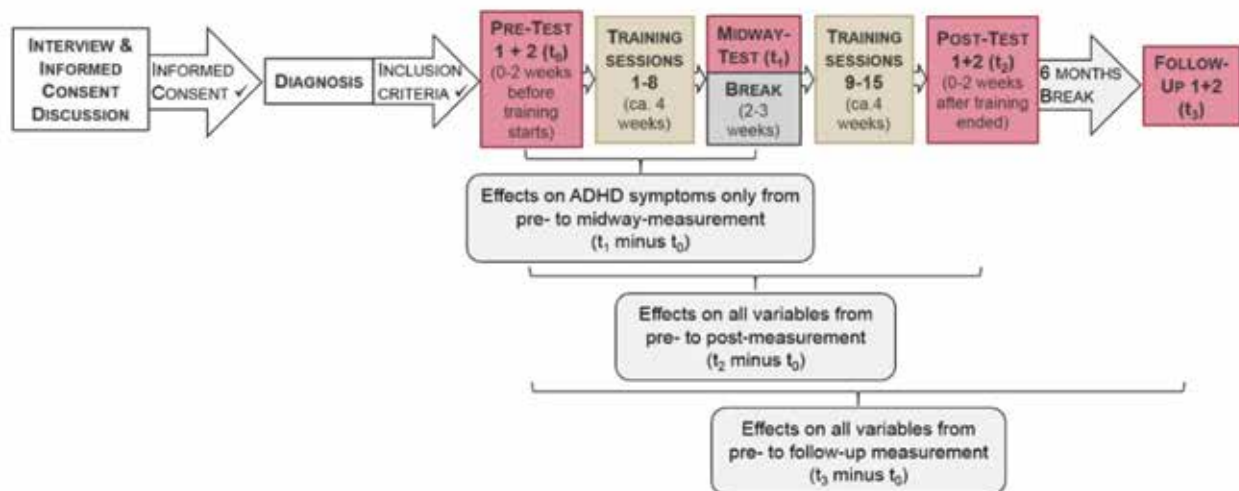 INTERVIEW &
INFORMED
CONSENT
DISCUSSION
INFORMED
CONSENT ✓
DIAGNOSIS
INCLUSION
CRITERIA ✓
PRE-TEST
1 + 2 (t₀)
(0-2 weeks
before
training
starts)
TRAINING
SESSIONS
1-8
(ca. 4
weeks)
MIDWAY-
TEST (t₁)
BREAK
(2-3
weeks)
TRAINING
SESSIONS
9-15
(ca.4
weeks)
POST-TEST
1+2 (t₂)
(0-2 weeks
after training
ended)
6 MONTHS
BREAK
FOLLOW-
UP 1+2
(t₃)
Effects on ADHD symptoms only from
pre- to midway-measurement
(t₁ minus t₀)
Effects on all variables from
pre- to post-measurement
(t₂ minus t₀)
Effects on all variables from
pre- to follow-up measurement
(t₃ minus t₀)